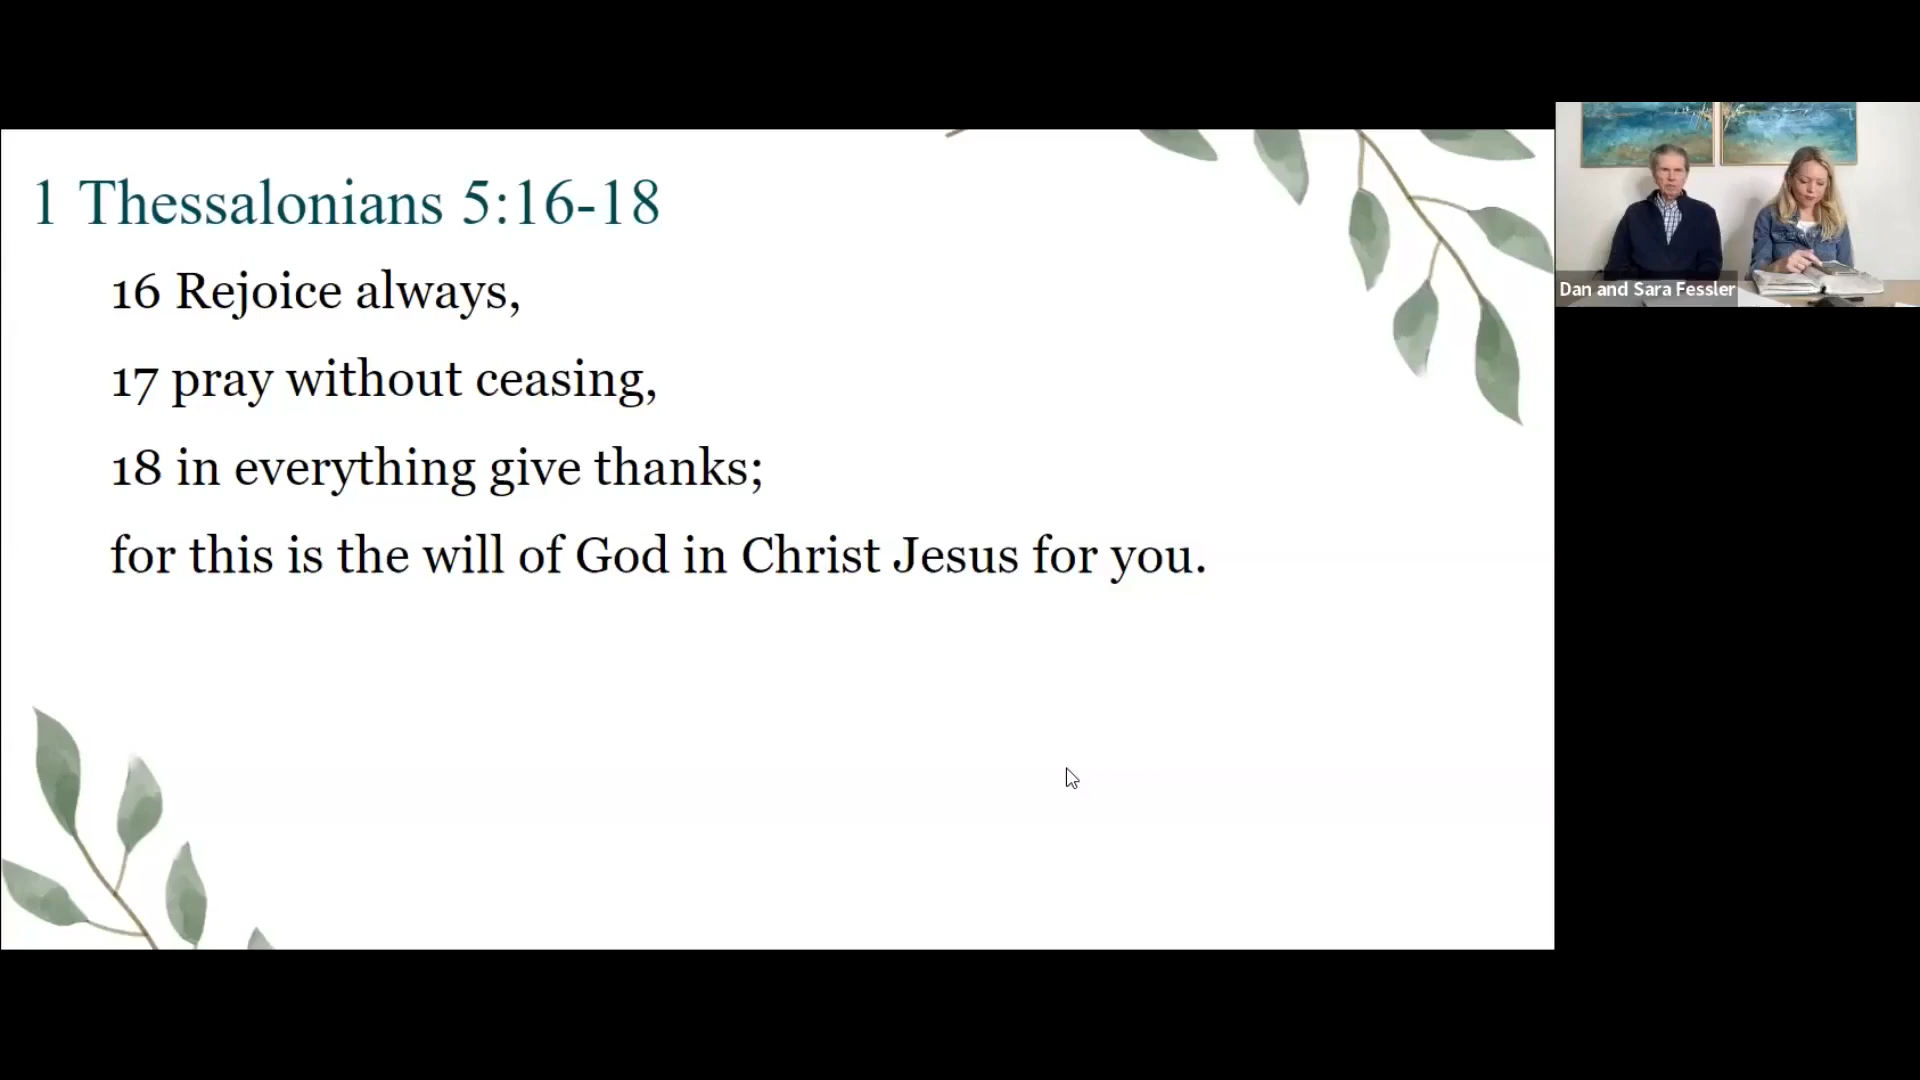 1 Thessalonians 5:16-18
16 Rejoice always,
17 pray without ceasing,
18 in everything give thanks;
for this is the will of God in Christ Jesus for you.
Dan and Sara Fessler